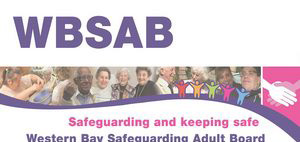 WBSAB
Safeguarding and keeping safe
Western Bay Safeguarding Adult Board